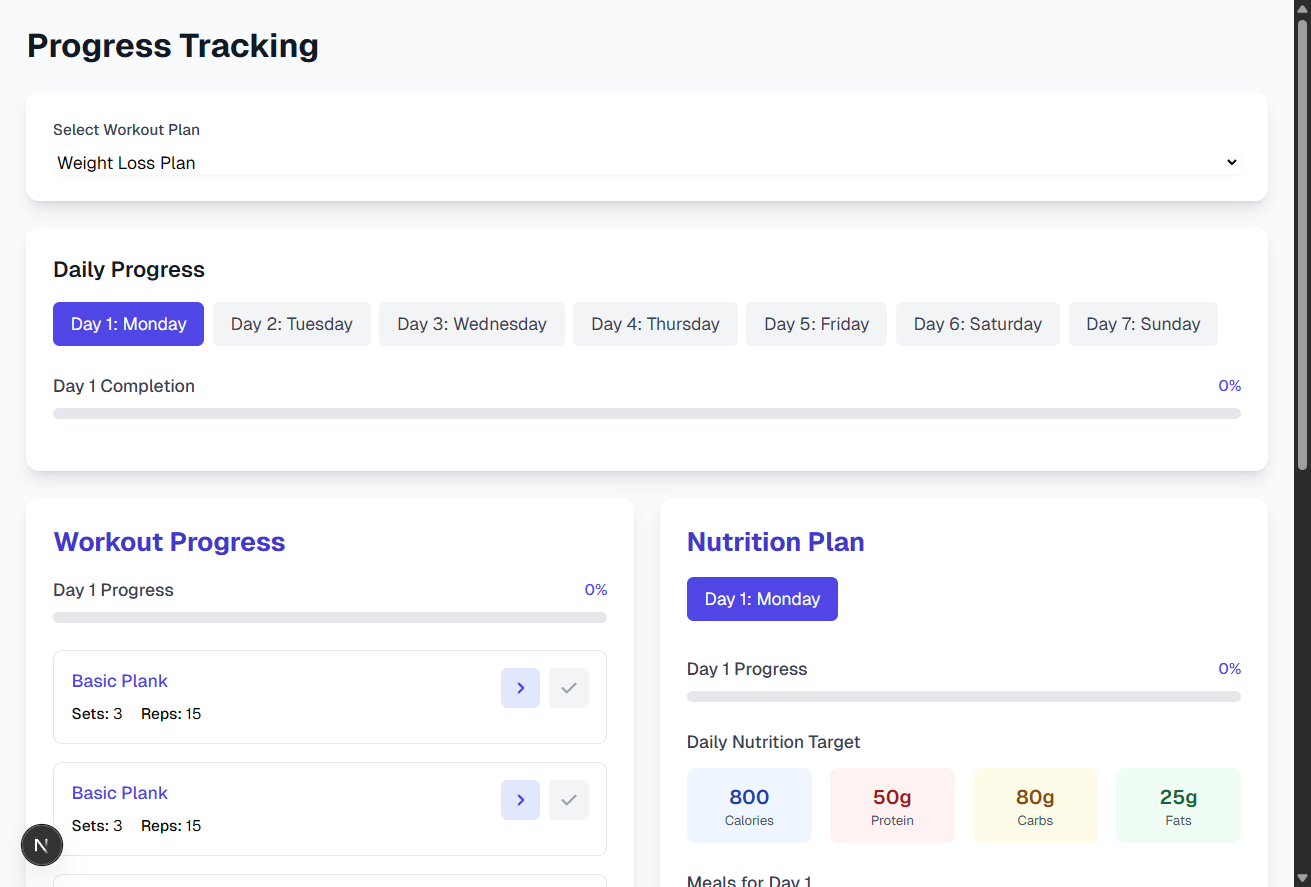 Progress Tracking
Select Workout Plan
Weight Loss Plan
Daily Progress
Day 1: Monday
Day 2: Tuesday
Day 3: Wednesday
Day 4: Thursday
Day 5: Friday
Day 6: Saturday
Day 7: Sunday
Day 1 Completion 0%
Workout Progress
Day 1 Progress 0%
Basic Plank
Sets: 3 Reps: 15
Basic Plank
Sets: 3 Reps: 15
N
Nutrition Plan
Day 1: Monday
Day 1 Progress 0%
Daily Nutrition Target
800
Calories
50g
Protein
80g
Carbs
25g
Fats
Meals for Day 1